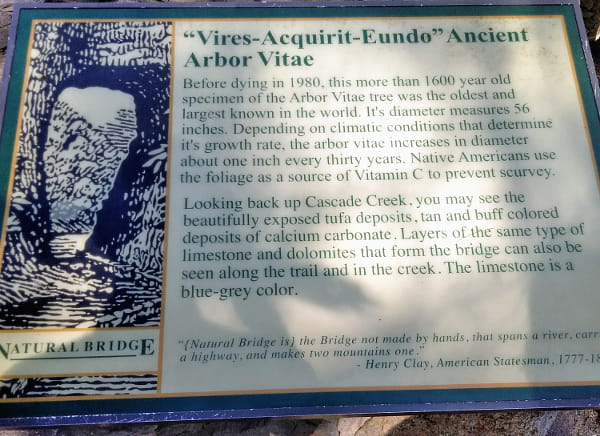 "Vires-Acquirit-Eundo" Ancient
Arbor Vitae
Before dying in 1980, this more than 1600 year old
specimen of the Arbor Vitae tree was the oldest and
largest known in the world. It's diameter measures 56
inches. Depending on climatic conditions that determine
it's growth rate, the arbor vitae increases in diameter
about one inch every thirty years. Native Americans use
the foliage as a source of Vitamin C to prevent scurvey.
Looking back up Cascade Creek, you may see the
beautifully exposed tufa deposits, tan and buff colored
deposits of calcium carbonate. Layers of the same type of
limestone and dolomites that form the bridge can also be
seen along the trail and in the creek. The limestone is a
blue-grey color.
NATURAL BRIDGE
"{Natural Bridge is} the Bridge not made by hands, that spans a river,
a highway, and makes two mountains one."
- Henry Clay, American Statesman,